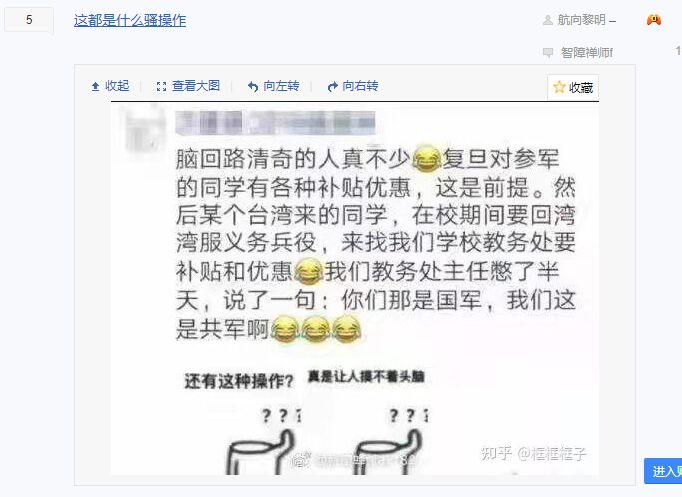 5
这都是什么骚操作
航向黎明 –
智障禅师f
1
收起
查看大图
向左转
向右转
收藏
脑回路清奇的人真不少😂复旦对参军
的同学有各种补贴优惠，这是前提。然
后某个台湾来的同学，在校期间要回湾
湾服义务兵役，来找我们学校教务处要
补贴和优惠😂我们教务处主任憋了半
天，说了一句：你们那是国军，我们这
是共军啊😂😂😂
还有这种操作？
真是让人摸不着头脑
? ? ?
? ? ?
知乎 @框框框子
进入贴